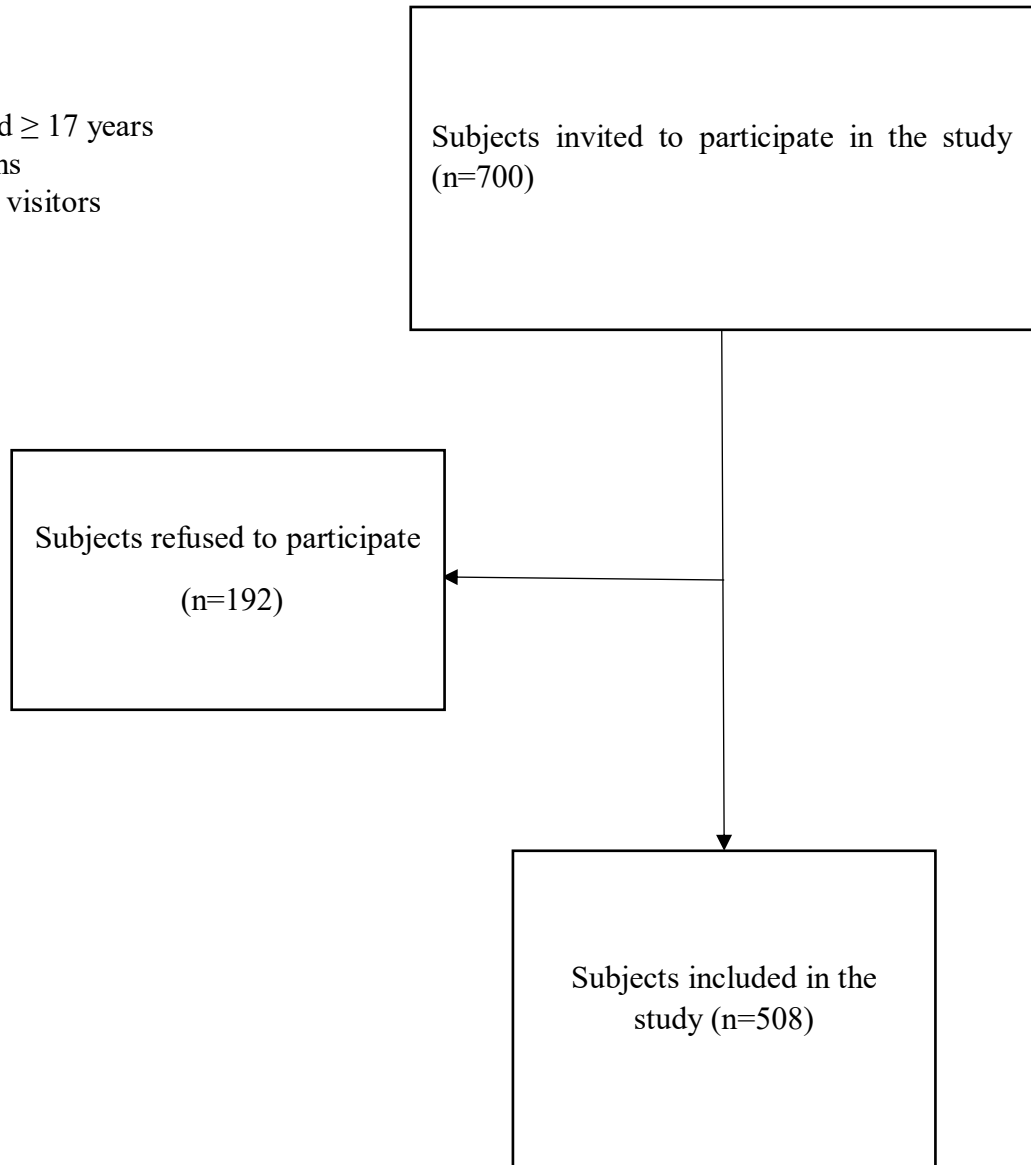 ≥ 17 years
visitors
Subjects invited to participate in the study
(n=700)
Subjects refused to participate
(n=192)
Subjects included in the
study (n=508)